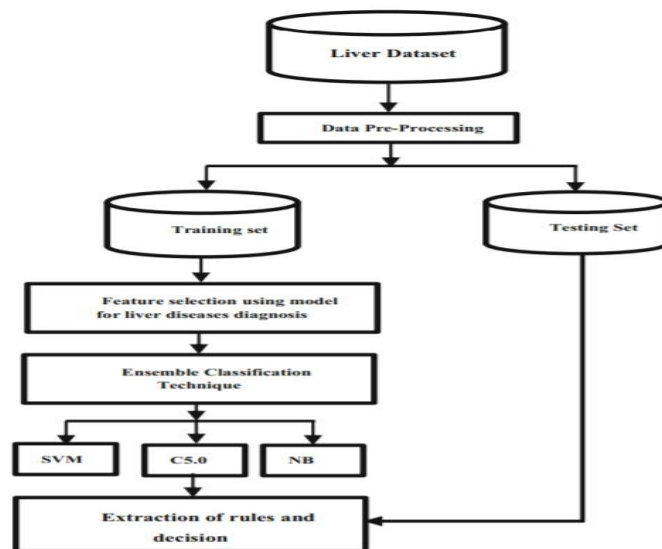 Liver Dataset
Data Pre-Processing
Training set
Testing Set
Feature selection using model
for liver diseases diagnosis
Ensemble Classification
Technique
SVM
C5.0
NB
Extraction of rules and
decision